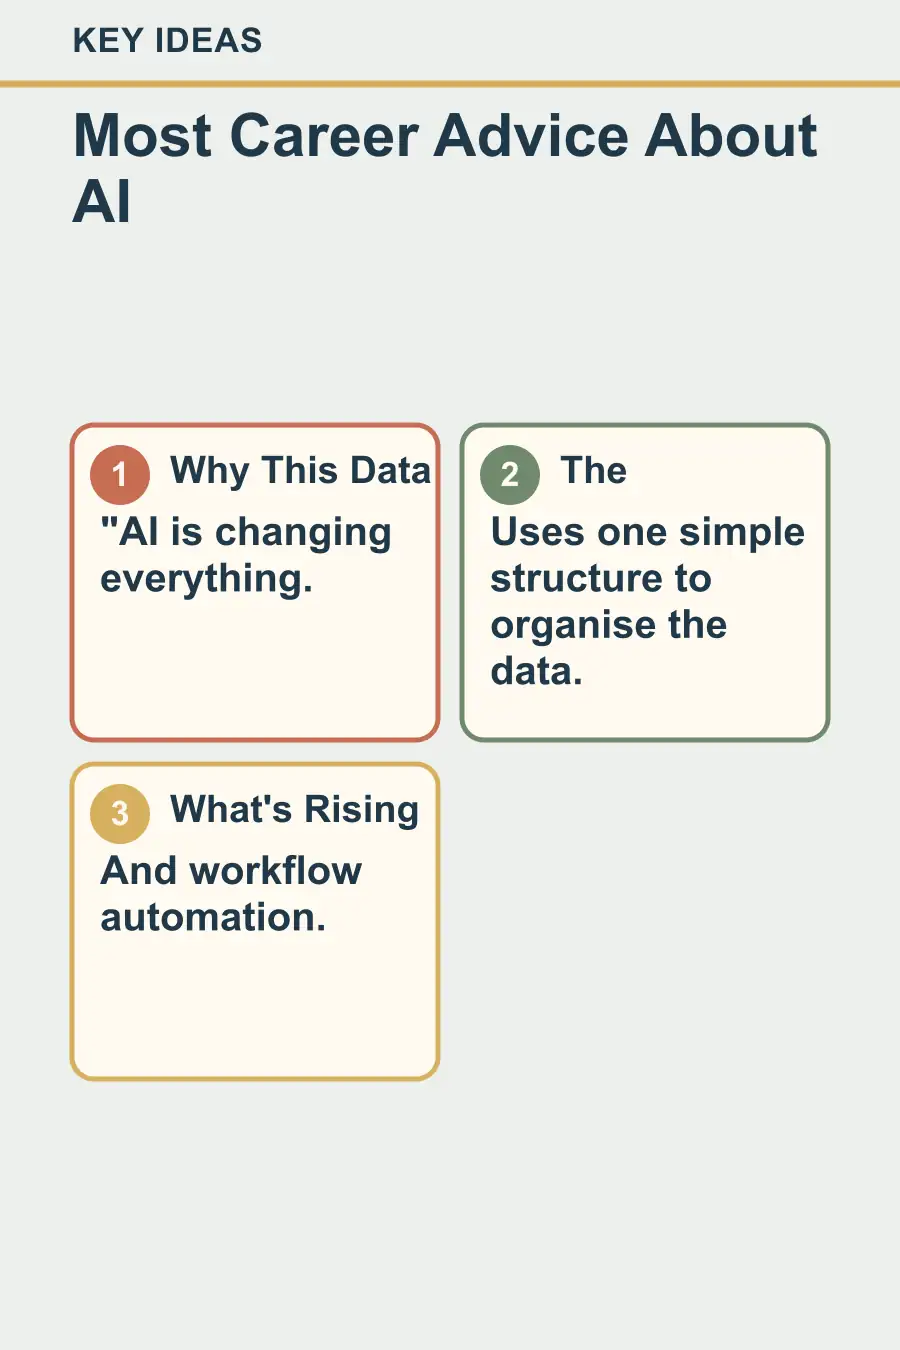 KEY IDEAS
Most Career Advice About
AI
1
Why This Data
"AI is changing
everything.
2
The
Uses one simple
structure to
organise the
data.
3
What's Rising
And workflow
automation.